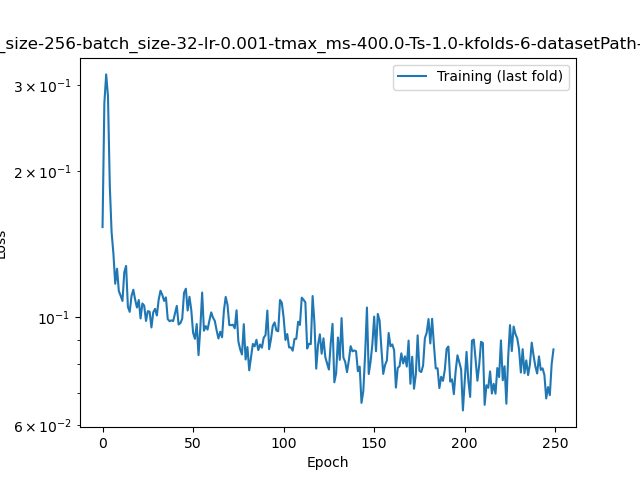 _size-256-batch_size-32-lr-0.001-tmax_ms-400.0-Ts-1.0-kfolds-6-datasetPath-
Training (last fold)
3 × 10⁻¹
2 × 10⁻¹
10⁻¹
6 × 10⁻²
Loss
0 50 100 150 200 250
Epoch